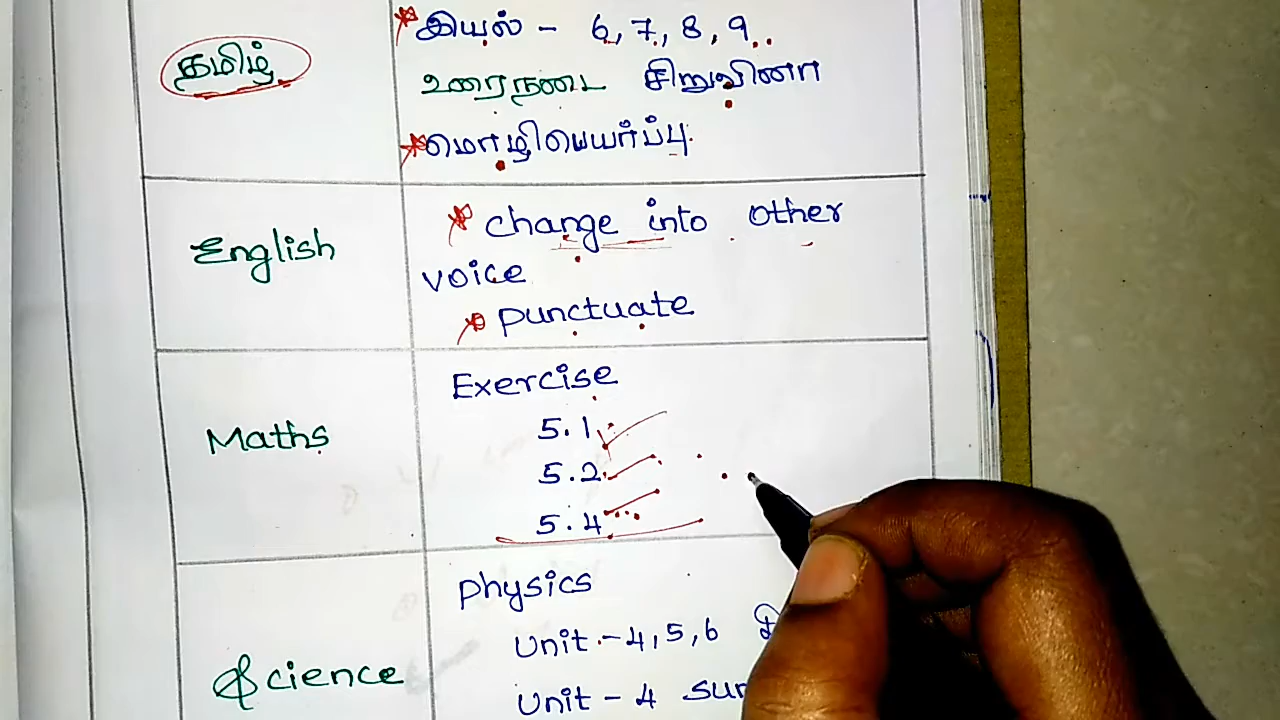 தமிழ்
* இயல் - 6, 7, 8, 9
உரைநடை சிறுவினா
* மொழிபெயர்ப்பு
English
* change into other
voice
* punctuate
Maths
Exercise
5.1
5.2
5.4
Science
Physics
Unit - 4, 5, 6
Unit - 4